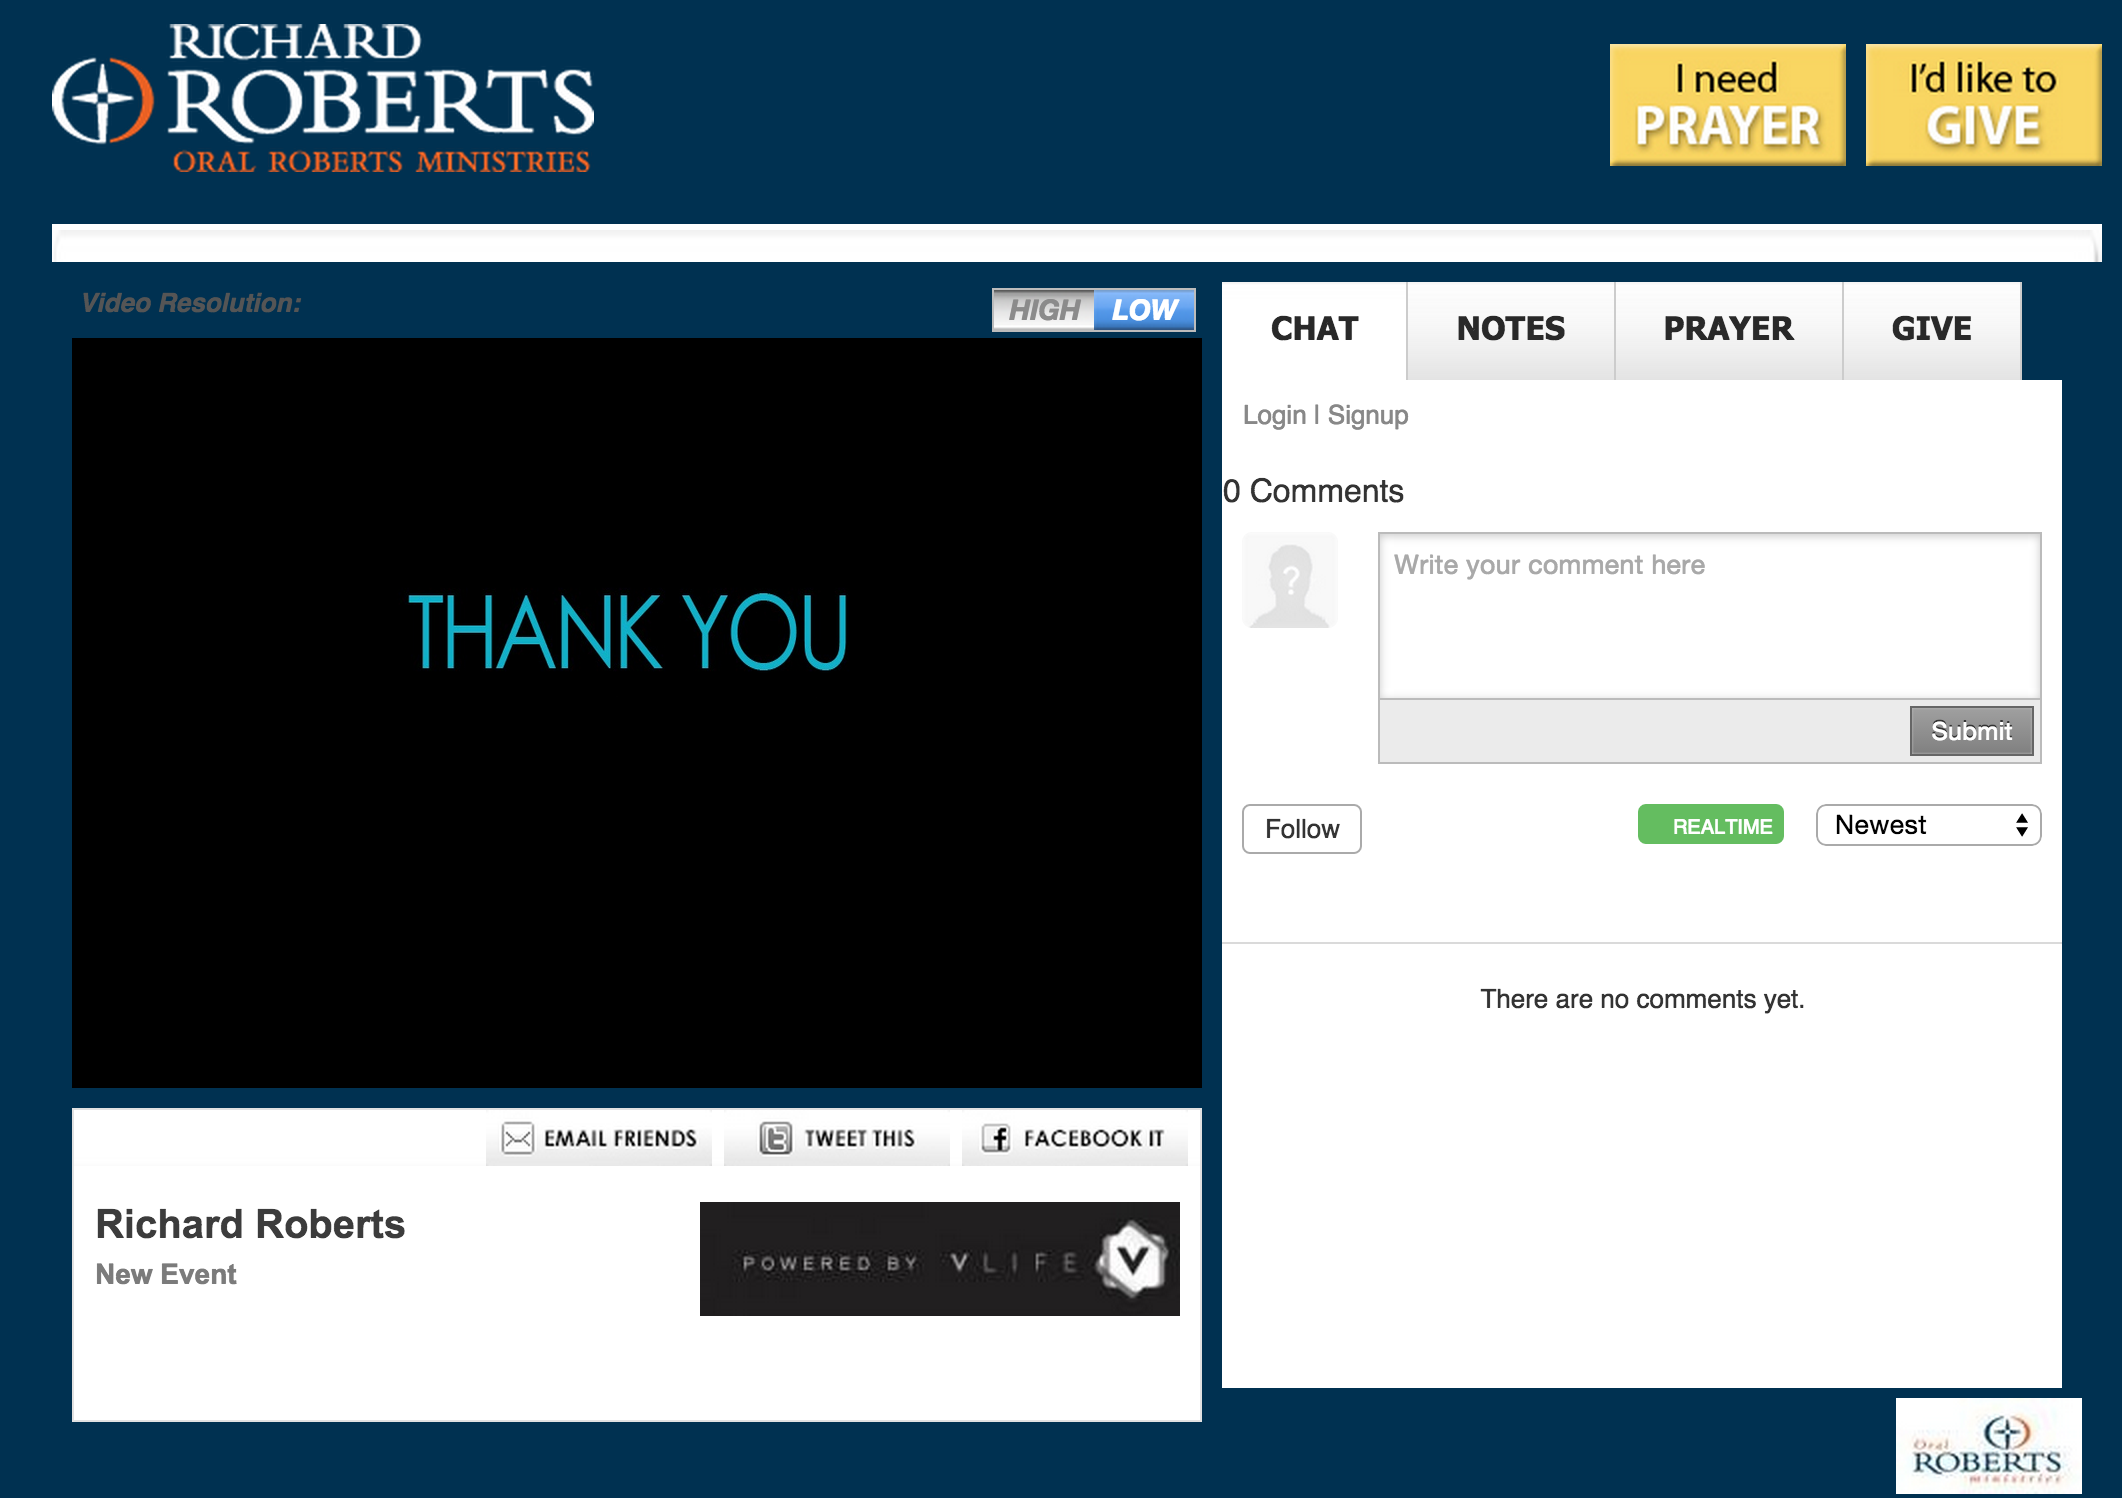 RICHARD
ROBERTS
ORAL ROBERTS MINISTRIES
I need
PRAYER
I'd like to
GIVE
Video Resolution:
HIGH LOW
THANK YOU
EMAIL FRIENDS
TWEET THIS
FACEBOOK IT
Richard Roberts
New Event
POWERED BY VLIFE
V
CHAT
NOTES
PRAYER
GIVE
Login | Signup
0 Comments
?
Write your comment here
Submit
Follow
REALTIME
Newest
There are no comments yet.
Oral
ROBERTS
ministries